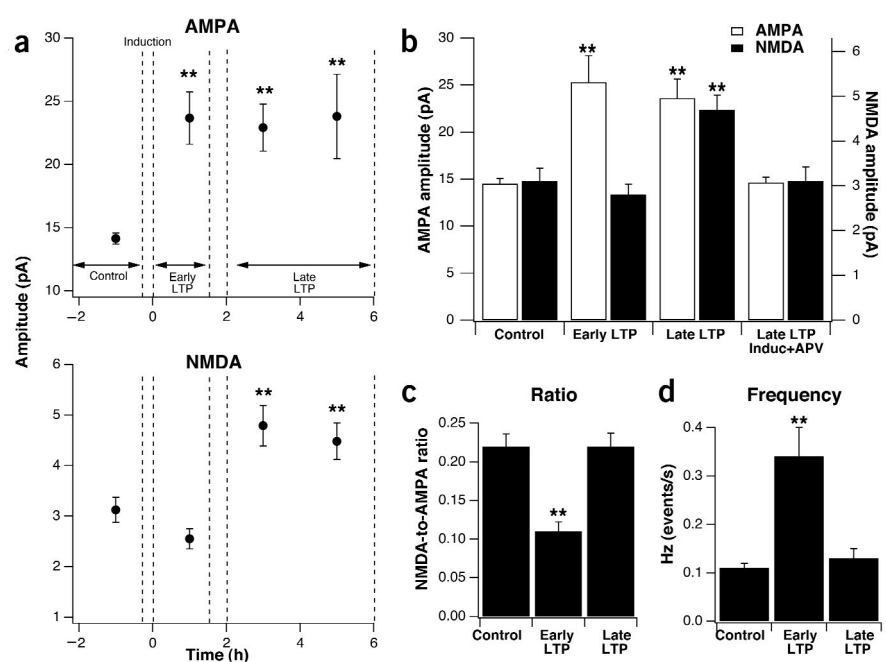 a
AMPA
Induction
30
25
20
15
10
**
**
**
Control
Early
LTP
Late
LTP
−2
0
2
4
6
Ampitude (pA)
NMDA
6
5
4
3
2
1
**
**
−2
0
2
4
6
Time (h)
b
AMPA
NMDA
AMPA amplitude (pA)
30
25
20
15
10
5
0
**
**
**
6
5
4
3
2
1
0
NMDA amplitude (pA)
Control
Early LTP
Late LTP
Late LTP
Induc+APV
c
Ratio
NMDA-to-AMPA ratio
0.25
0.20
0.15
0.10
0.05
0.00
**
Control
Early
LTP
Late
LTP
d
Frequency
Hz (events/s)
0.4
0.3
0.2
0.1
0.0
**
Control
Early
LTP
Late
LTP